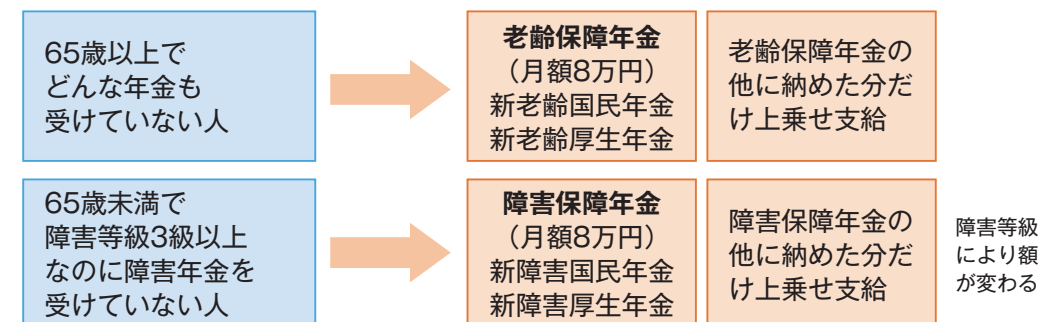 65歳以上で
どんな年金も
受けていない人
老齢保障年金
（月額8万円）
新老齢国民年金
新老齢厚生年金
老齢保障年金の
他に納めた分だ
け上乗せ支給
65歳未満で
障害等級3級以上
なのに障害年金を
受けていない人
障害保障年金
（月額8万円）
新障害国民年金
新障害厚生年金
障害保障年金の
他に納めた分だ
け上乗せ支給
障害等級
により額
が変わる